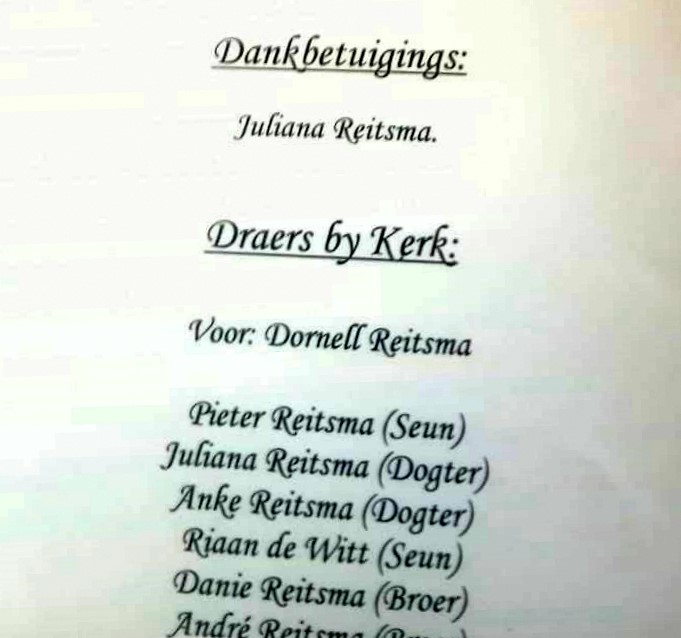 Dankbetuigings:
Juliana Reitsma.
Draers by Kerk:
Voor: Dornell Reitsma
Pieter Reitsma (Seun)
Juliana Reitsma (Dogter)
Anke Reitsma (Dogter)
Riaan de Witt (Seun)
Danie Reitsma (Broer)
André Reitsma